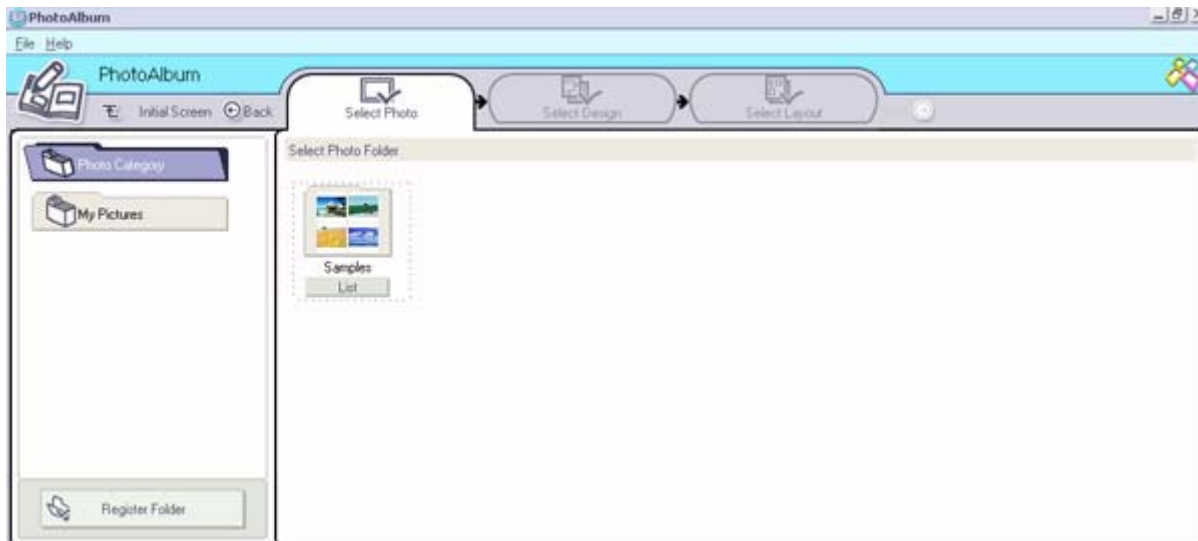 PhotoAlbum
File Help
PhotoAlbum
Initial Screen Back
Select Photo
Select Design
Select Layout
Photo Category
My Pictures
Select Photo Folder
Samples
List
Register Folder